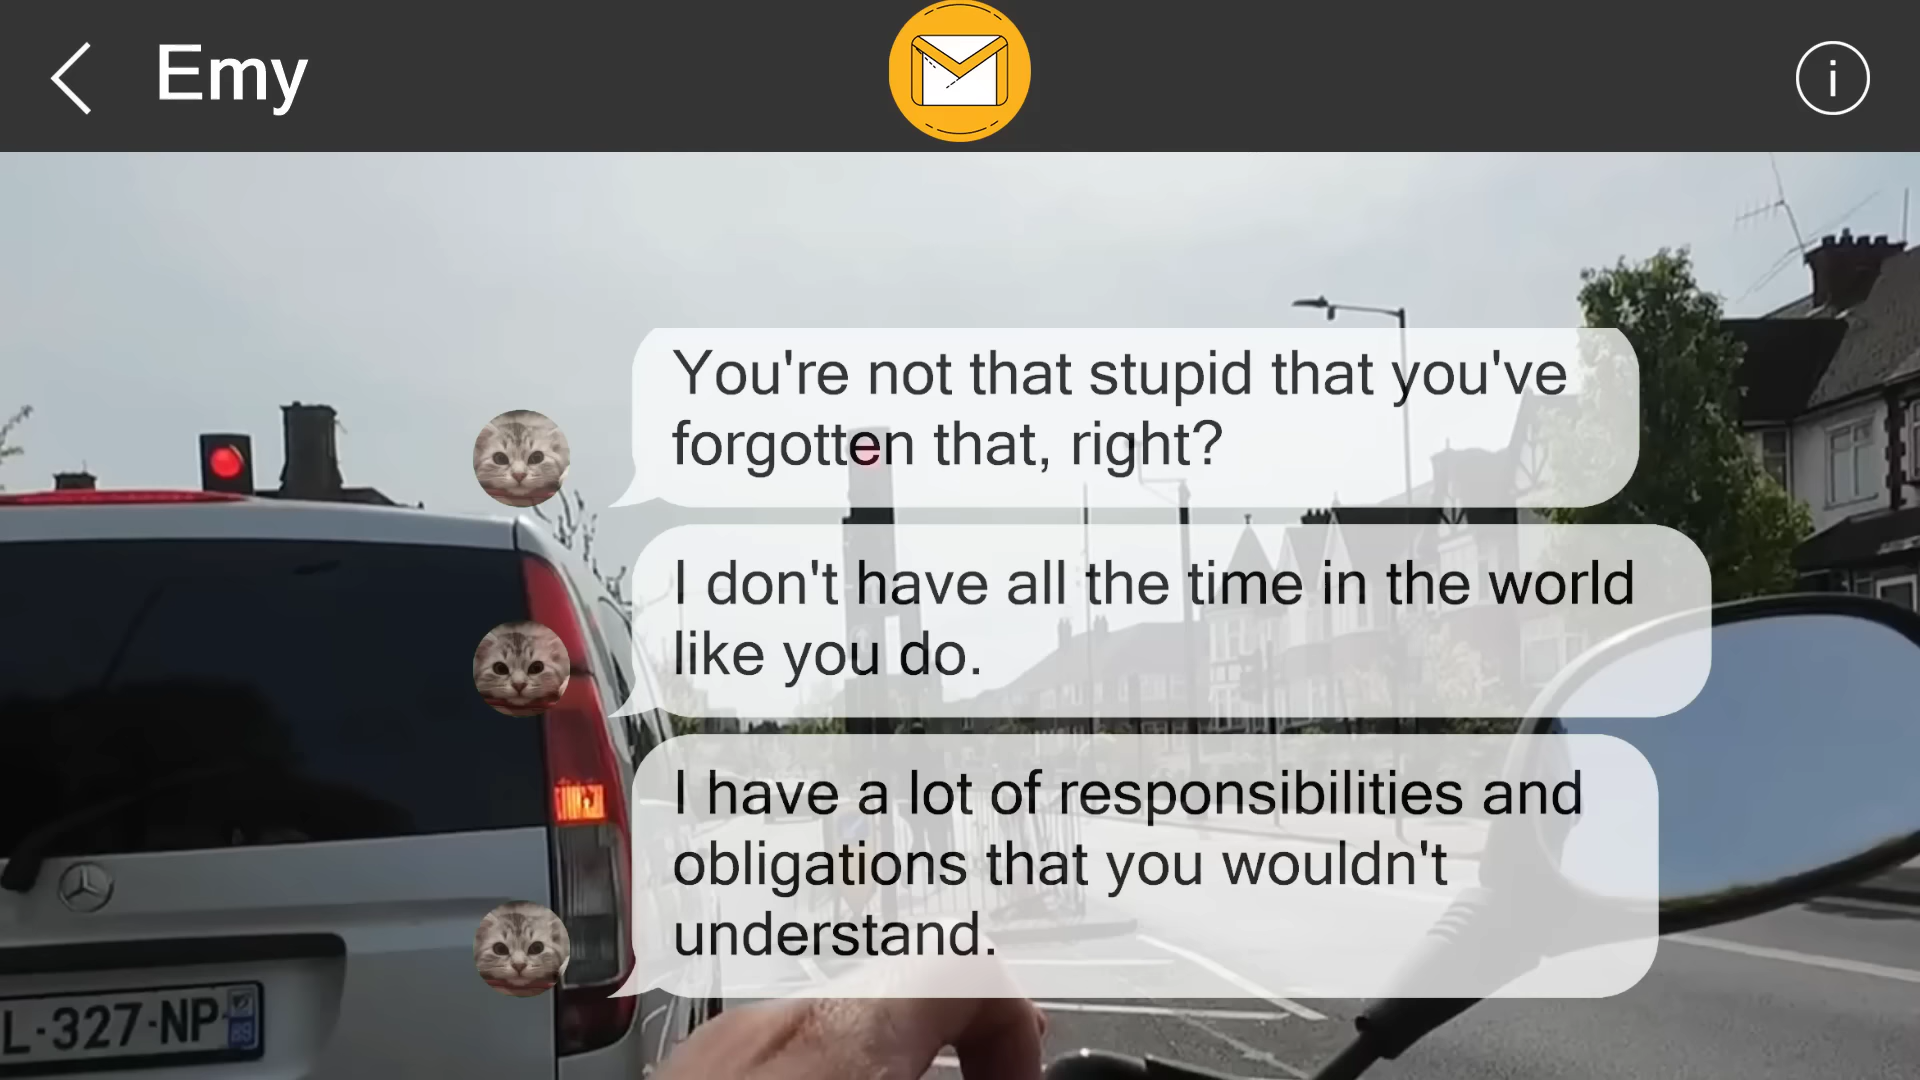 Emy
i
You're not that stupid that you've
forgotten that, right?
I don't have all the time in the world
like you do.
I have a lot of responsibilities and
obligations that you wouldn't
understand.
L-327-NP
89